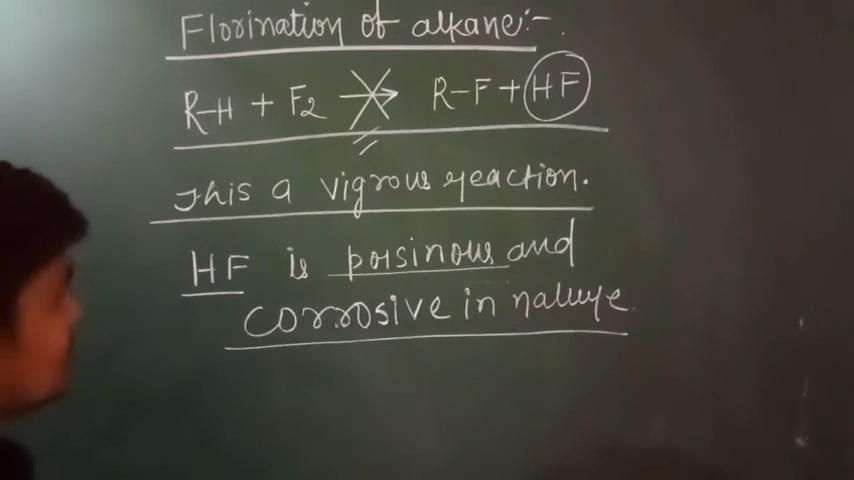 Florination of alkane:-
R-H + F2 → R-F + HF
This a vigrous reaction.
HF is poisinous and
corrosive in nature.